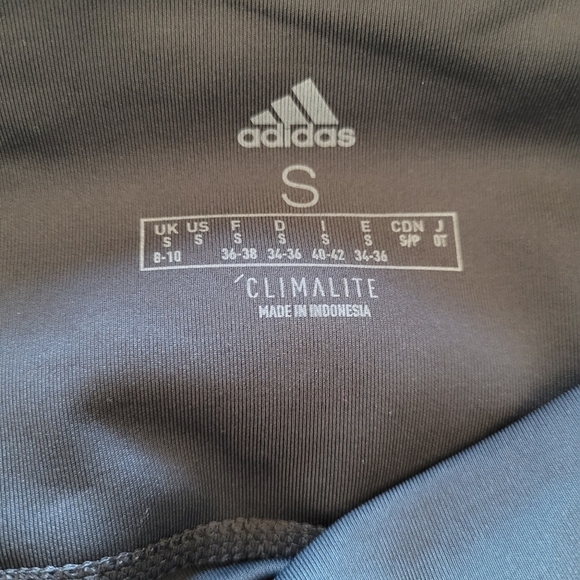 adidas
S
UK US F D I E CDN J
S S S S S S S/P OT
8-10 36-38 34-36 40-42 34-36
´CLIMALITE
MADE IN INDONESIA